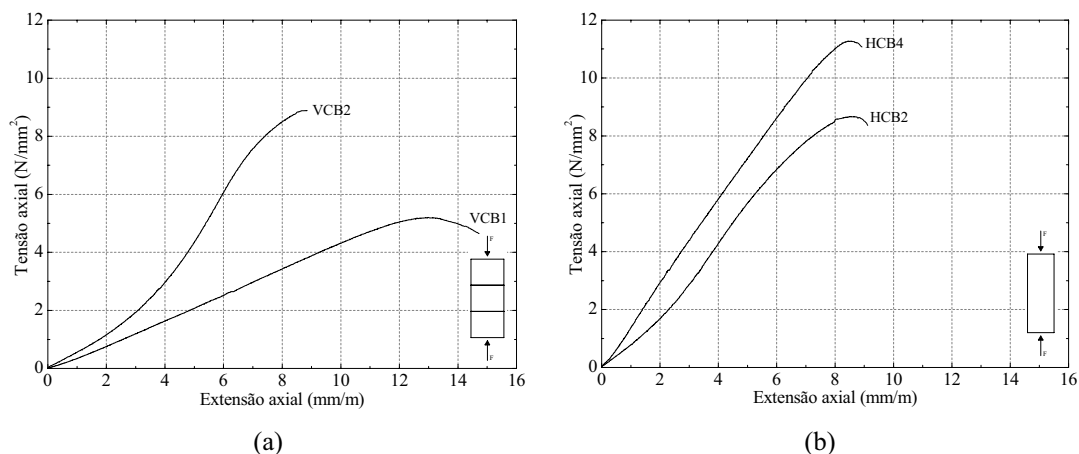 12
10
8
6
4
2
0
Tensão axial (N/mm²)
VCB2
VCB1
F
F
0 2 4 6 8 10 12 14 16
Extensão axial (mm/m)
(a)
12
10
8
6
4
2
0
Tensão axial (N/mm²)
HCB4
HCB2
F
F
0 2 4 6 8 10 12 14 16
Extensão axial (mm/m)
(b)